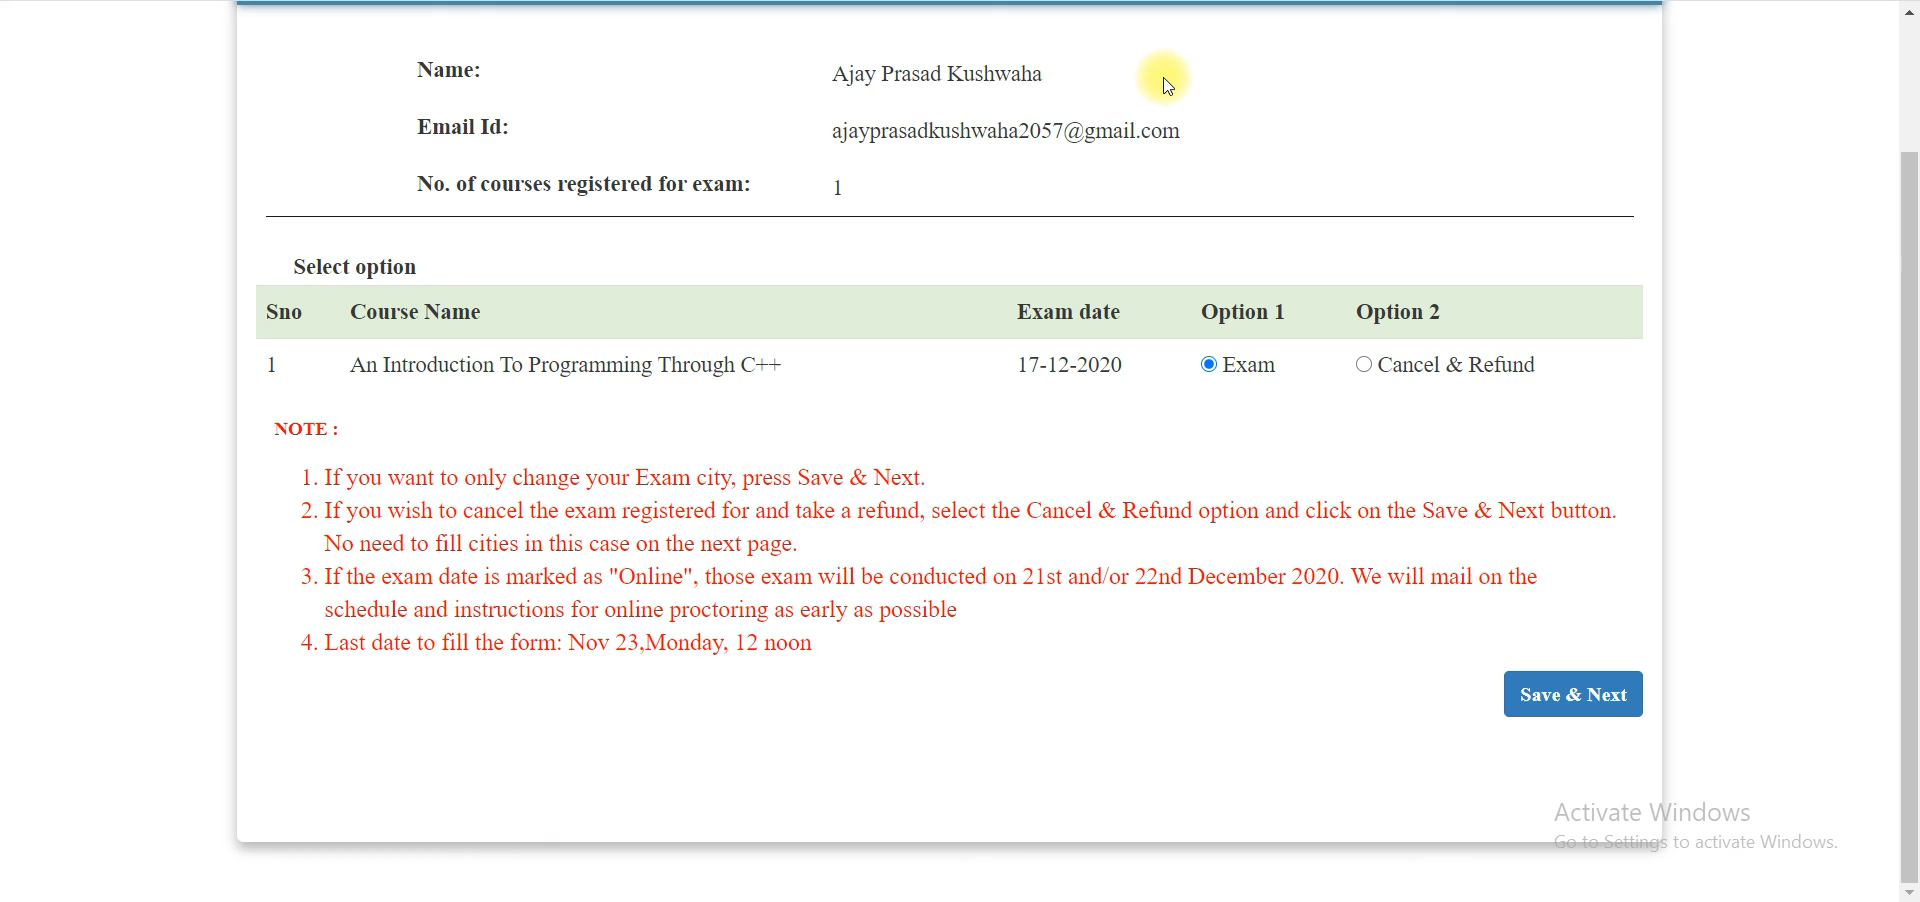 Name: Ajay Prasad Kushwaha
Email Id: ajayprasadkushwaha2057@gmail.com
No. of courses registered for exam: 1
Select option
Sno Course Name Exam date Option 1 Option 2
1 An Introduction To Programming Through C++ 17-12-2020 Exam Cancel & Refund
NOTE :
1. If you want to only change your Exam city, press Save & Next.
2. If you wish to cancel the exam registered for and take a refund, select the Cancel & Refund option and click on the Save & Next button.
No need to fill cities in this case on the next page.
3. If the exam date is marked as "Online", those exam will be conducted on 21st and/or 22nd December 2020. We will mail on the
schedule and instructions for online proctoring as early as possible
4. Last date to fill the form: Nov 23,Monday, 12 noon
Save & Next
Activate Windows
Go to Settings to activate Windows.